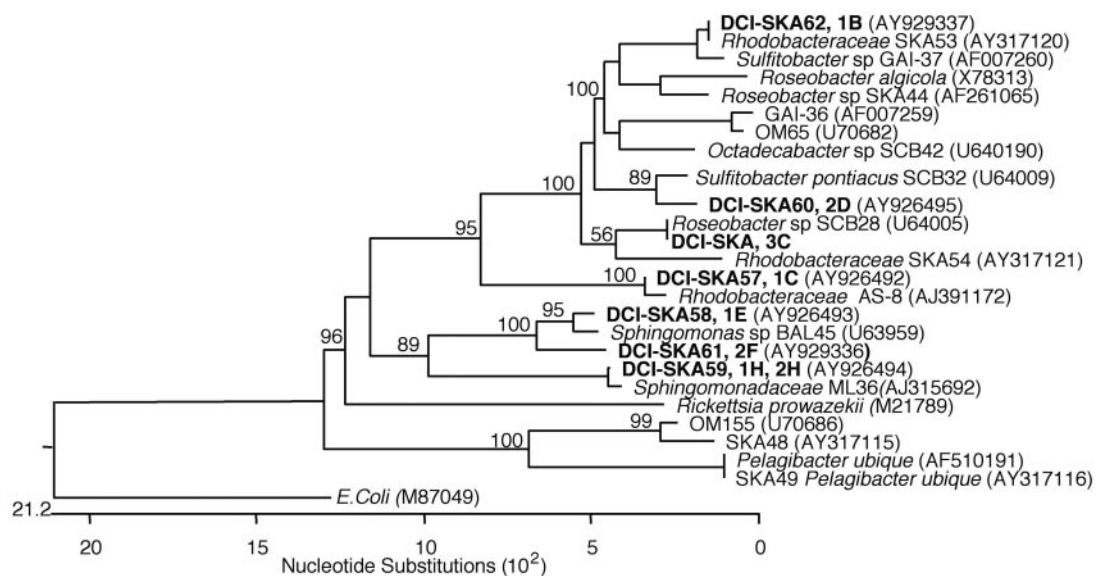 DCI-SKA62, 1B (AY929337)
Rhodobacteraceae SKA53 (AY317120)
Sulfitobacter sp GAI-37 (AF007260)
100
Roseobacter algicola (X78313)
Roseobacter sp SKA44 (AF261065)
GAI-36 (AF007259)
OM65 (U70682)
Octadecabacter sp SCB42 (U640190)
100
89
Sulfitobacter pontiacus SCB32 (U64009)
DCI-SKA60, 2D (AY926495)
95
56
Roseobacter sp SCB28 (U64005)
DCI-SKA, 3C
Rhodobacteraceae SKA54 (AY317121)
100
DCI-SKA57, 1C (AY926492)
Rhodobacteraceae AS-8 (AJ391172)
95
DCI-SKA58, 1E (AY926493)
96
100
Sphingomonas sp BAL45 (U63959)
89
DCI-SKA61, 2F (AY929336)
DCI-SKA59, 1H, 2H (AY926494)
Sphingomonadaceae ML36(AJ315692)
Rickettsia prowazekii (M21789)
99
OM155 (U70686)
100
SKA48 (AY317115)
Pelagibacter ubique (AF510191)
SKA49 Pelagibacter ubique (AY317116)
E.Coli (M87049)
21.2
20 15 10 5 0
Nucleotide Substitutions (10²)